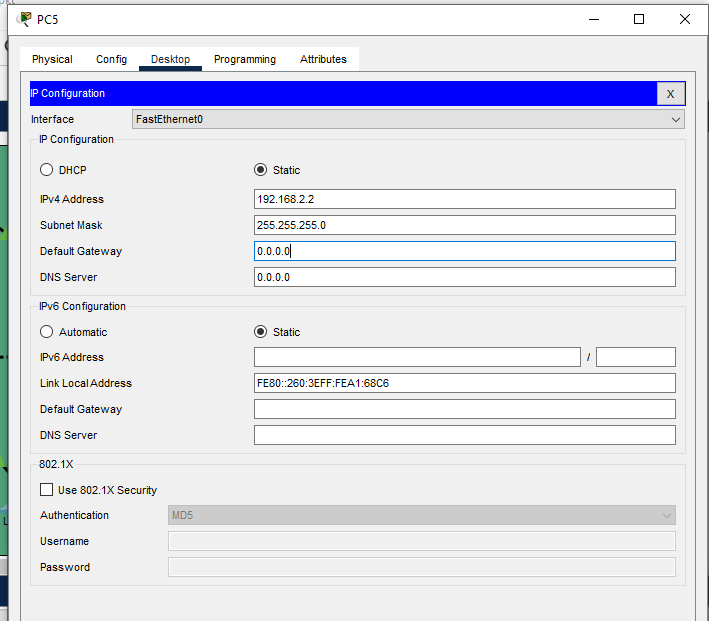 PC5
Physical Config Desktop Programming Attributes
IP Configuration X
Interface FastEthernet0
IP Configuration
DHCP Static
IPv4 Address 192.168.2.2
Subnet Mask 255.255.255.0
Default Gateway 0.0.0.0
DNS Server 0.0.0.0
IPv6 Configuration
Automatic Static
IPv6 Address /
Link Local Address FE80::260:3EFF:FEA1:68C6
Default Gateway
DNS Server
802.1X
Use 802.1X Security
Authentication MD5
Username
Password